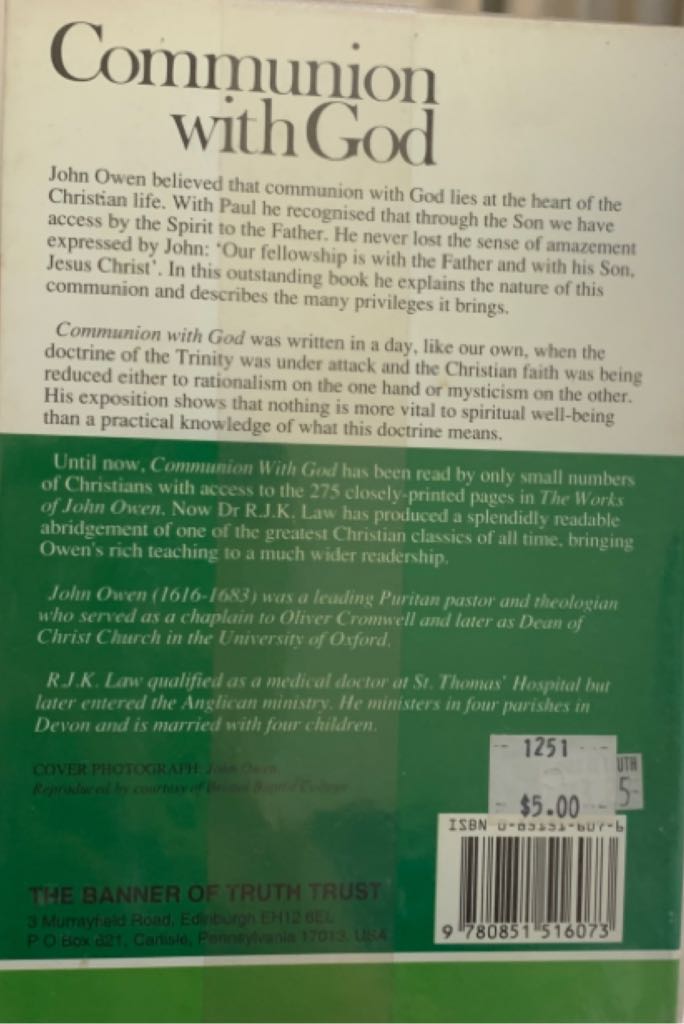 Communion
with God
John Owen believed that communion with God lies at the heart of the
Christian life. With Paul he recognised that through the Son we have
access by the Spirit to the Father. He never lost the sense of amazement
expressed by John: 'Our fellowship is with the Father and with his Son,
Jesus Christ'. In this outstanding book he explains the nature of this
communion and describes the many privileges it brings.
Communion with God was written in a day, like our own, when the
doctrine of the Trinity was under attack and the Christian faith was being
reduced either to rationalism on the one hand or mysticism on the other.
His exposition shows that nothing is more vital to spiritual well-being
than a practical knowledge of what this doctrine means.
Until now, Communion With God has been read by only small numbers
of Christians with access to the 275 closely-printed pages in The Works
of John Owen. Now Dr R.J.K. Law has produced a splendidly readable
abridgement of one of the greatest Christian classics of all time, bringing
Owen's rich teaching to a much wider readership.
John Owen (1616-1683) was a leading Puritan pastor and theologian
who served as a chaplain to Oliver Cromwell and later as Dean of
Christ Church in the University of Oxford.
R.J.K. Law qualified as a medical doctor at St. Thomas' Hospital but
later entered the Anglican ministry. He ministers in four parishes in
Devon and is married with four children.
COVER PHOTOGRAPH: John Owen.
Reproduced by courtesy of Bristol Baptist College
-- 1251 --
UTH
5-
-- $5.00 --
ISBN 0-85151-607-6
9 780851 516073
THE BANNER OF TRUTH TRUST
3 Murrayfield Road, Edinburgh EH12 6EL
P O Box 621, Carlisle, Pennsylvania 17013, USA